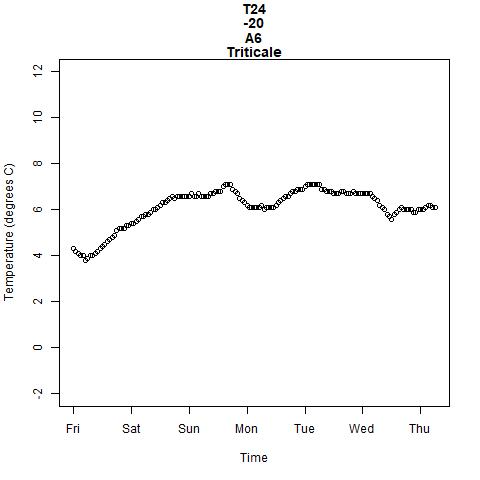 T24
-20
A6
Triticale
12
10
8
6
4
2
0
-2
Temperature (degrees C)
Fri Sat Sun Mon Tue Wed Thu
Time